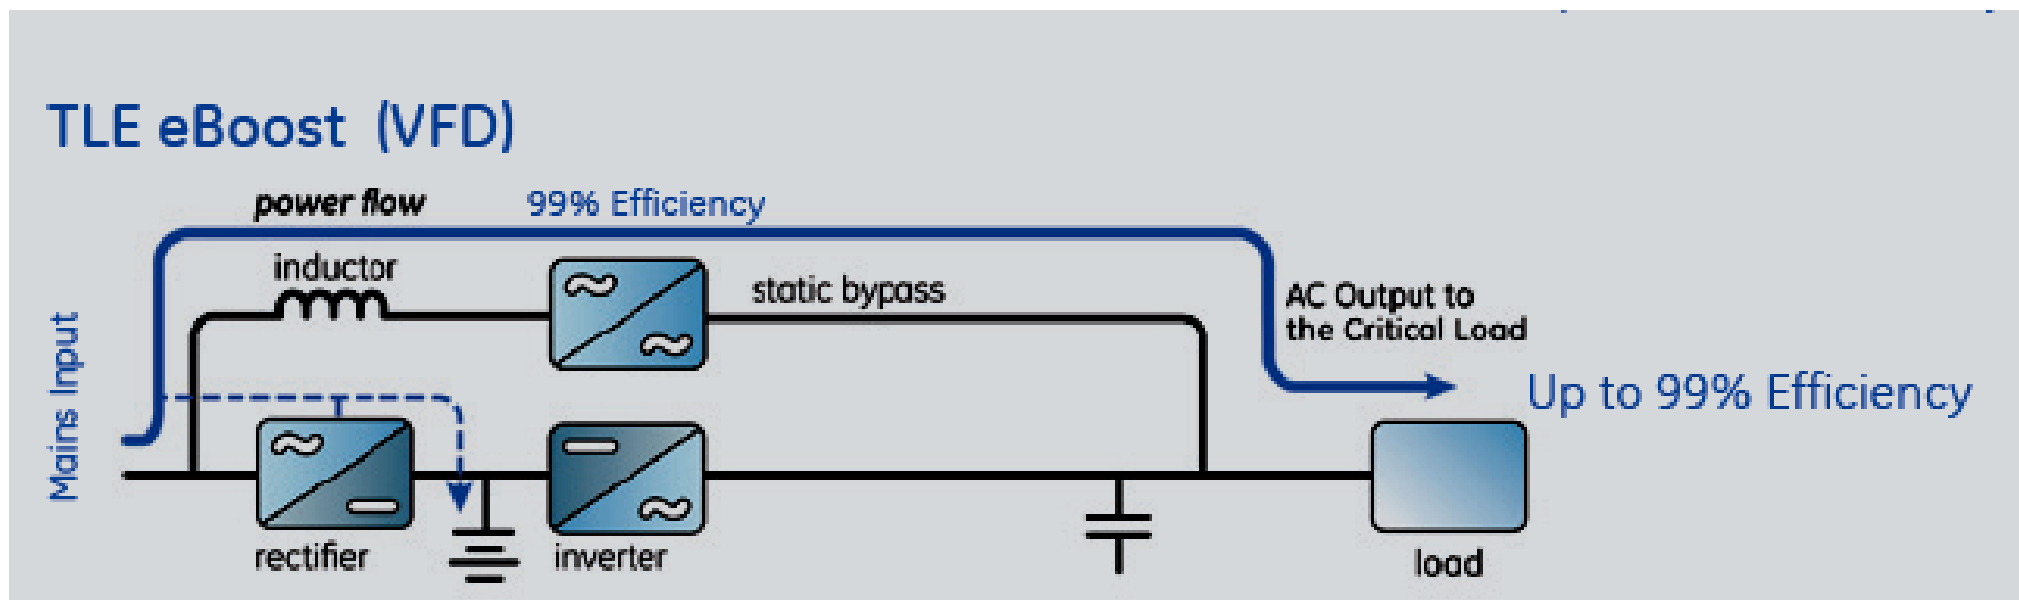 TLE eBoost (VFD)
power flow
99% Efficiency
inductor
static bypass
AC Output to
the Critical Load
Mains Input
Up to 99% Efficiency
rectifier
inverter
load